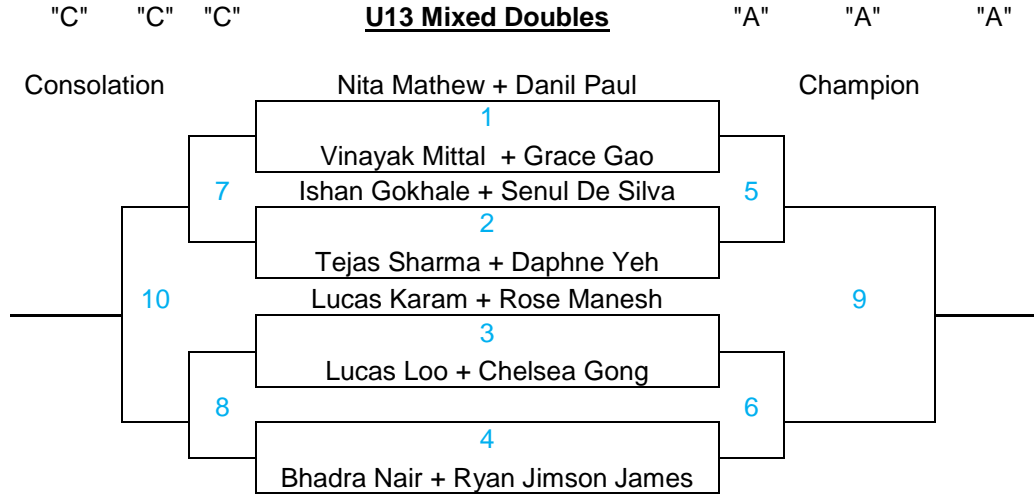 "C" "C" "C" U13 Mixed Doubles "A" "A" "A"
Consolation Nita Mathew + Danil Paul Champion
1
Vinayak Mittal + Grace Gao
7 Ishan Gokhale + Senul De Silva 5
2
Tejas Sharma + Daphne Yeh
10 Lucas Karam + Rose Manesh 9
3
Lucas Loo + Chelsea Gong
8 6
4
Bhadra Nair + Ryan Jimson James